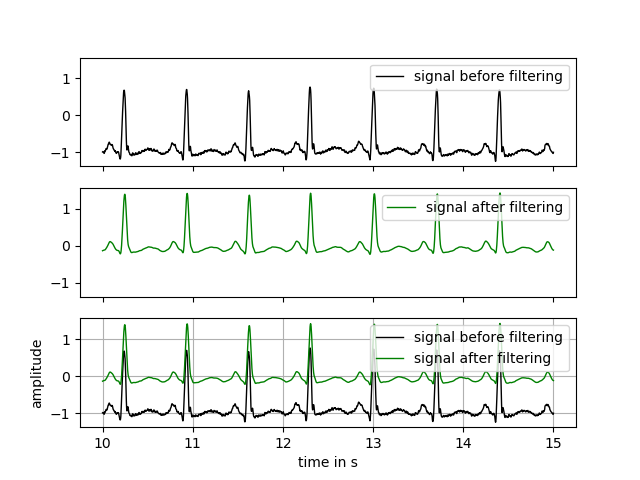 1
0
−1
signal before filtering
1
0
−1
signal after filtering
1
0
−1
amplitude
signal before filtering
signal after filtering
10 11 12 13 14 15
time in s